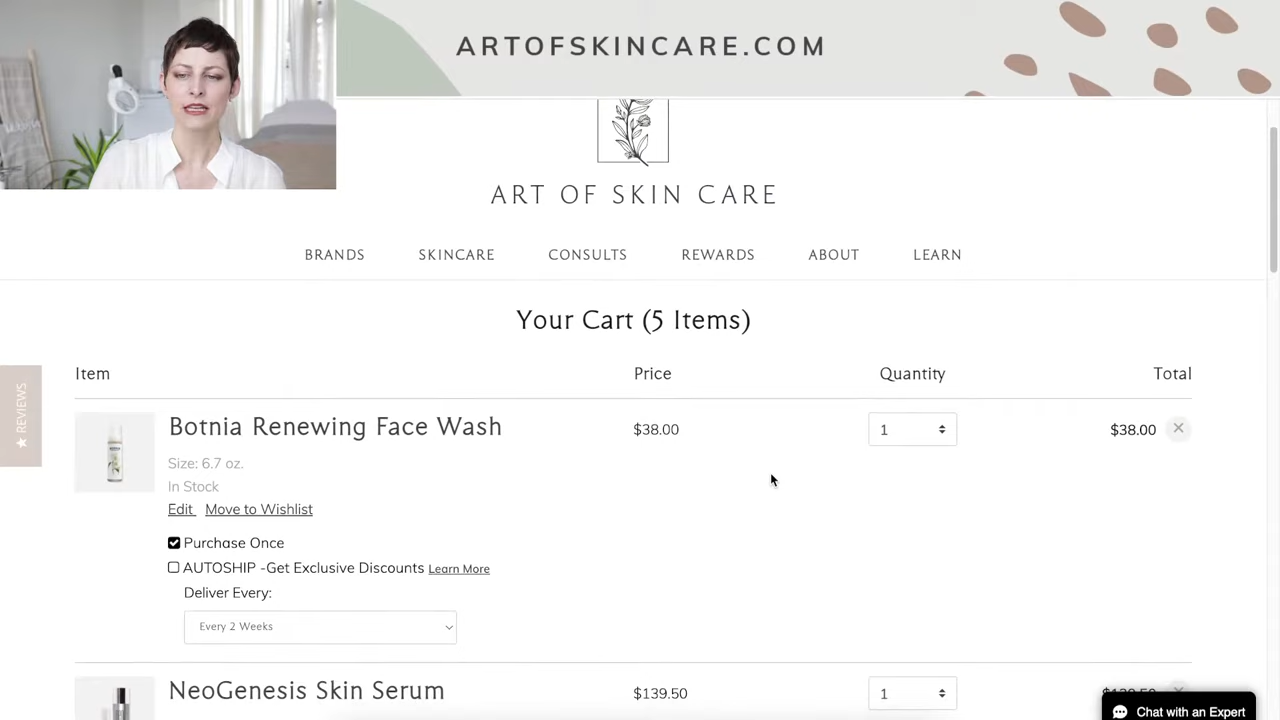 ARTOFSKINCARE.COM
ART OF SKIN CARE
BRANDS SKINCARE CONSULTS REWARDS ABOUT LEARN
Your Cart (5 Items)
Item Price Quantity Total
★ REVIEWS
Botnia Renewing Face Wash $38.00 1 $38.00
Size: 6.7 oz.
In Stock
Edit Move to Wishlist
Purchase Once
AUTOSHIP -Get Exclusive Discounts Learn More
Deliver Every:
Every 2 Weeks
NeoGenesis Skin Serum $139.50 1 $139.50
Chat with an Expert